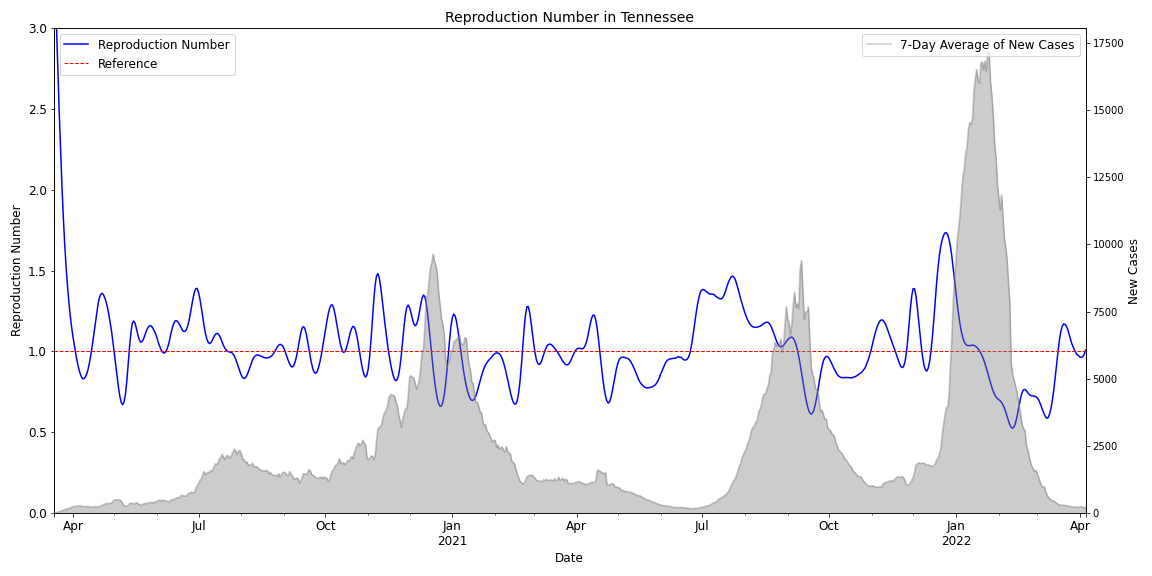 Reproduction Number in Tennessee
Reproduction Number
Reference
7-Day Average of New Cases
3.0
2.5
2.0
1.5
1.0
0.5
0.0
Reproduction Number
17500
15000
12500
10000
7500
5000
2500
0
New Cases
Apr Jul Oct Jan Apr Jul Oct Jan Apr
2021 2022
Date